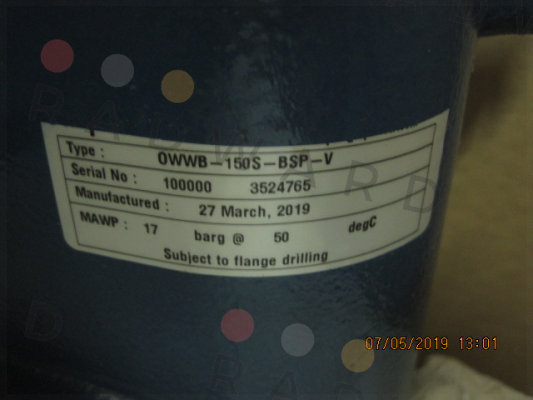 Type : OWWB-150S-BSP-V
Serial No : 100000 3524765
Manufactured : 27 March, 2019
MAWP : 17 barg @ 50 degC
Subject to flange drilling
07/05/2019 13:01